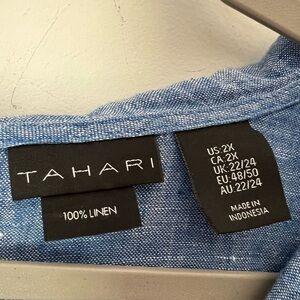 TAHARI
100% LINEN
US: 2X
CA: 2X
UK: 22/24
EU: 48/50
AU: 22/24
MADE IN
INDONESIA